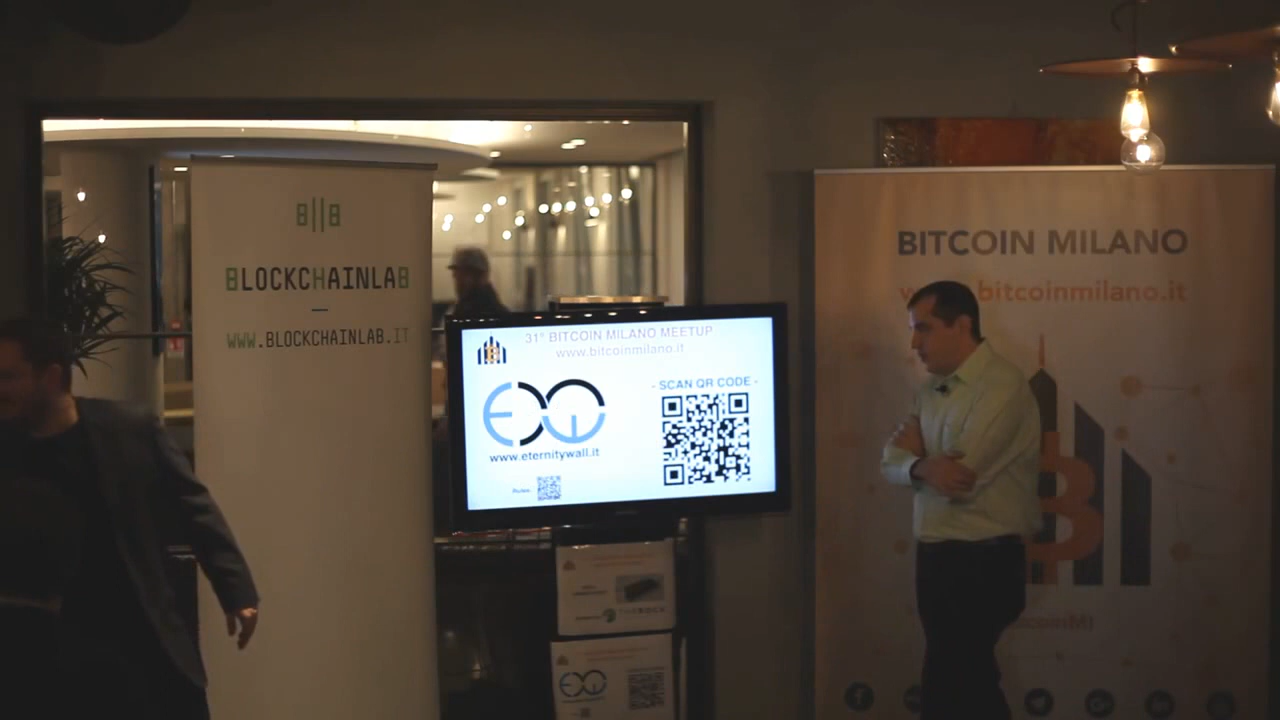 BLOCKCHAINLAB
WWW.BLOCKCHAINLAB.IT
31° BITCOIN MILANO MEETUP
www.bitcoinmilano.it
- SCAN QR CODE -
www.eternitywall.it
BITCOIN MILANO
bitcoinmilano.it
THEROCK